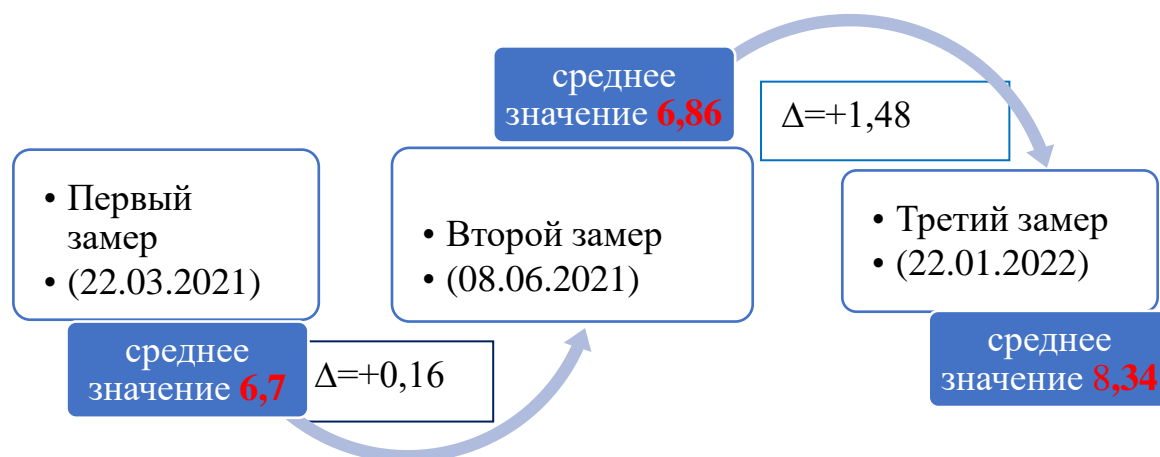 • Первый
замер
• (22.03.2021)
среднее
значение 6,7
Δ=+0,16
среднее
значение 6,86
• Второй замер
• (08.06.2021)
Δ=+1,48
• Третий замер
• (22.01.2022)
среднее
значение 8,34